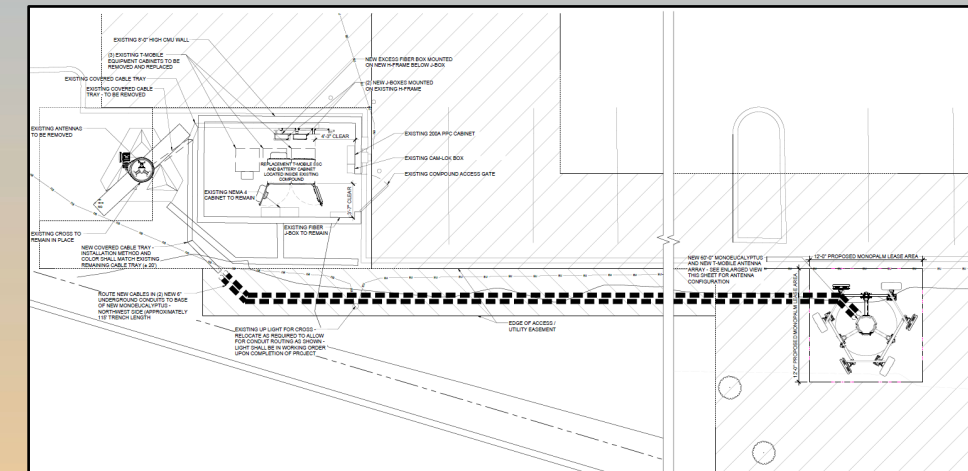 EXISTING 8'-0" HIGH CMU WALL
(3) EXISTING T-MOBILE
EQUIPMENT CABINETS TO BE
REMOVED AND REPLACED
EXISTING COVERED CABLE TRAY
EXISTING COVERED CABLE
TRAY - TO BE REMOVED
EXISTING ANTENNAS
TO BE REMOVED
NEW EXCESS FIBER BOX MOUNTED
ON NEW H-FRAME BELOW J-BOX
(2) NEW J-BOXES MOUNTED
ON EXISTING H-FRAME
4'-3" CLEAR
EXISTING 200A PPC CABINET
EXISTING CAM-LOK BOX
EXISTING COMPOUND ACCESS GATE
REPLACEMENT T-MOBILE
AND BATTERY CABINET
LOCATED INSIDE EXISTING
COMPOUND
EXISTING NEMA 4
CABINET TO REMAIN
CLEAR
EXISTING FIBER
J-BOX TO REMAIN
EXISTING CROSS TO
REMAIN IN PLACE
NEW COVERED CABLE TRAY -
INSTALLATION METHOD AND
COLOR SHALL MATCH EXISTING
REMAINING CABLE TRAY (± 20')
ROUTE NEW CABLES IN (2) NEW 6"
UNDERGROUND CONDUITS TO BASE
OF NEW MONOEUCALYPTUS -
NORTHWEST SIDE (APPROXIMATELY
115' TRENCH LENGTH
EXISTING UP LIGHT FOR CROSS -
RELOCATE AS REQUIRED TO ALLOW
FOR CONDUIT ROUTING AS SHOWN -
LIGHT SHALL BE IN WORKING ORDER
UPON COMPLETION OF PROJECT
EDGE OF ACCESS /
UTILITY EASEMENT
NEW 60'-0" MONOEUCALYPTUS
AND NEW T-MOBILE ANTENNA
ARRAY - SEE ENLARGED VIEW
THIS SHEET FOR ANTENNA
CONFIGURATION
12'-0" PROPOSED MONOPALM LEASE AREA
12'-0" PROPOSED MONOPALM LEASE AREA